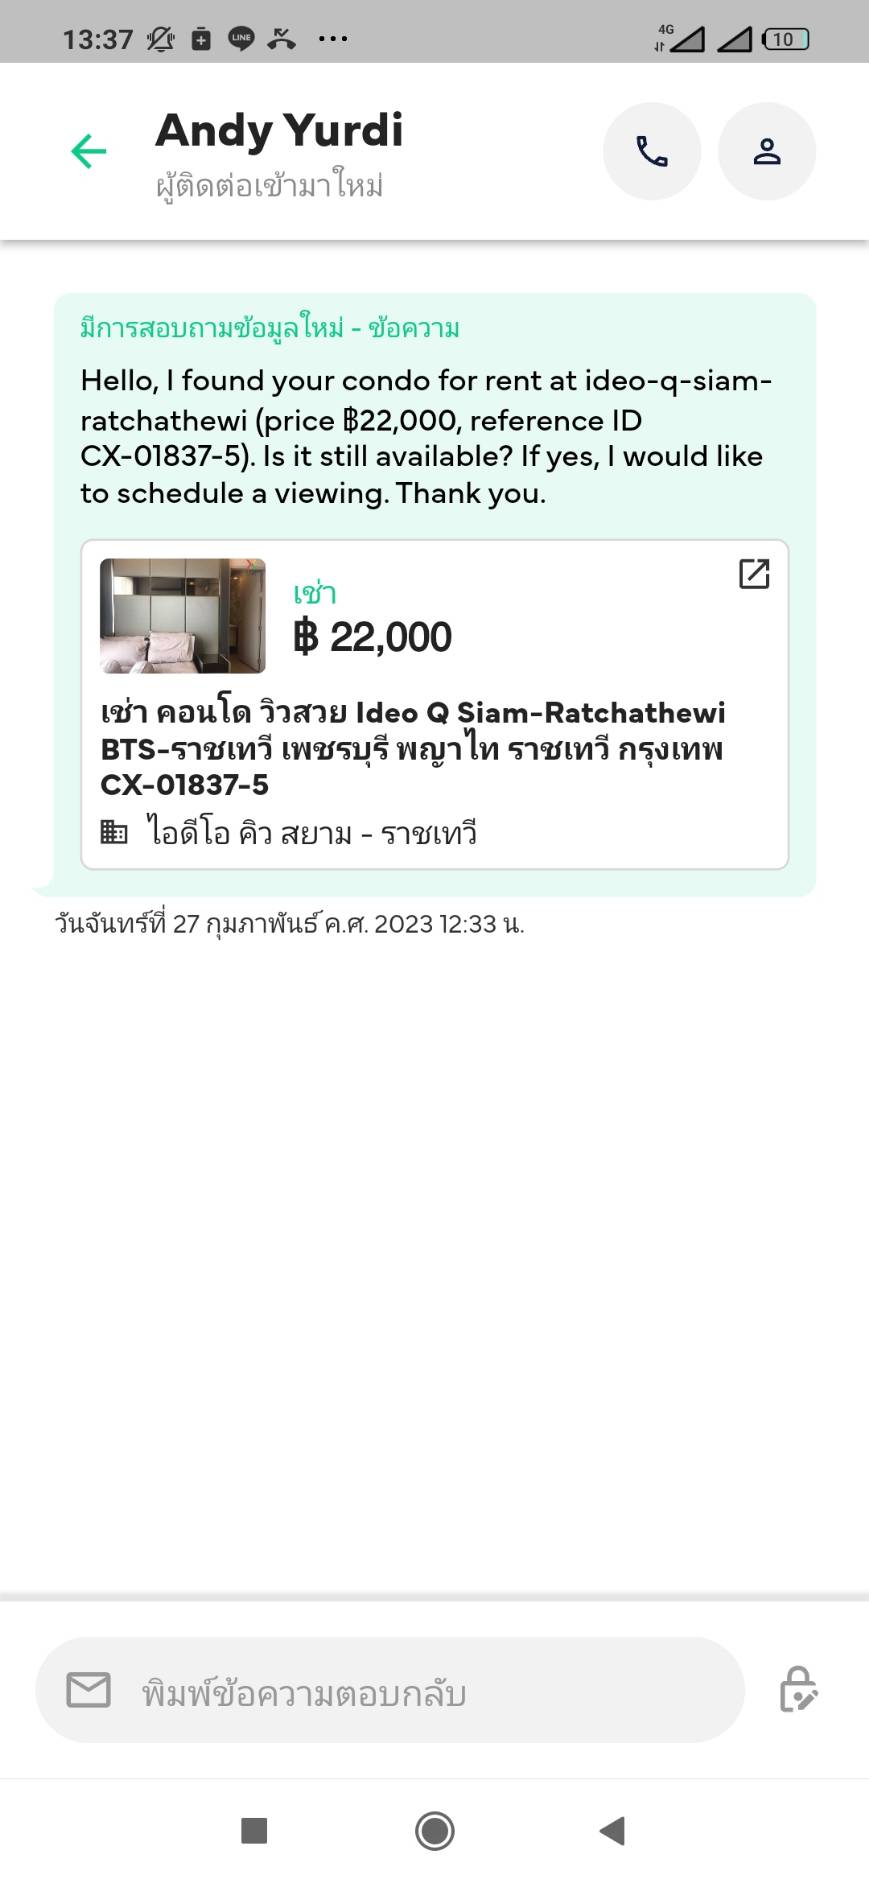 13:37
LINE
4G
10
Andy Yurdi
ผู้ติดต่อเข้ามาใหม่
มีการสอบถามข้อมูลใหม่ - ข้อความ
Hello, I found your condo for rent at ideo-q-siam-
ratchathewi (price ฿22,000, reference ID
CX-01837-5). Is it still available? If yes, I would like
to schedule a viewing. Thank you.
เช่า
฿ 22,000
เช่า คอนโด วิวสวย Ideo Q Siam-Ratchathewi
BTS-ราชเทวี เพชรบุรี พญาไท ราชเทวี กรุงเทพ
CX-01837-5
ไอดีโอ คิว สยาม - ราชเทวี
วันจันทร์ที่ 27 กุมภาพันธ์ ค.ศ. 2023 12:33 น.
พิมพ์ข้อความตอบกลับ